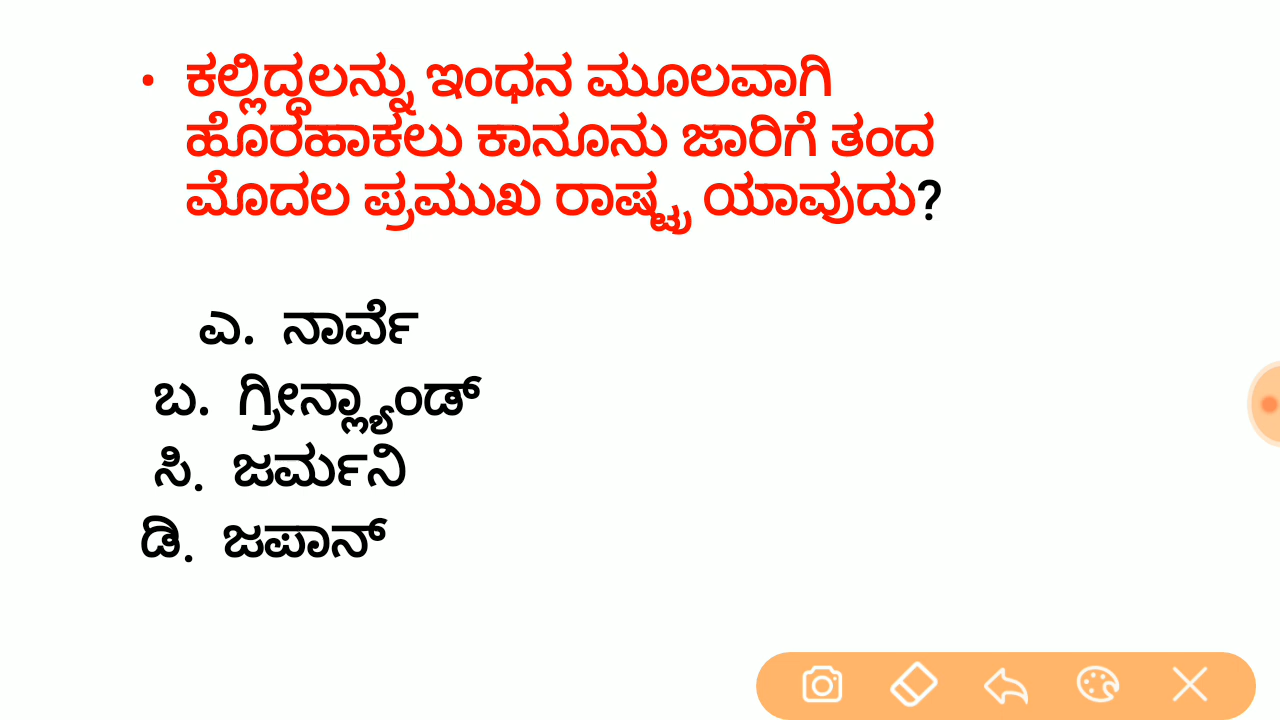 • ಕಲ್ಲಿದ್ದಲನ್ನು ಇಂಧನ ಮೂಲವಾಗಿ
ಹೊರಹಾಕಲು ಕಾನೂನು ಜಾರಿಗೆ ತಂದ
ಮೊದಲ ಪ್ರಮುಖ ರಾಷ್ಟ್ರ ಯಾವುದು?
ಎ. ನಾರ್ವೆ
ಬ. ಗ್ರೀನ್ಲ್ಯಾಂಡ್
ಸಿ. ಜರ್ಮನಿ
ಡಿ. ಜಪಾನ್